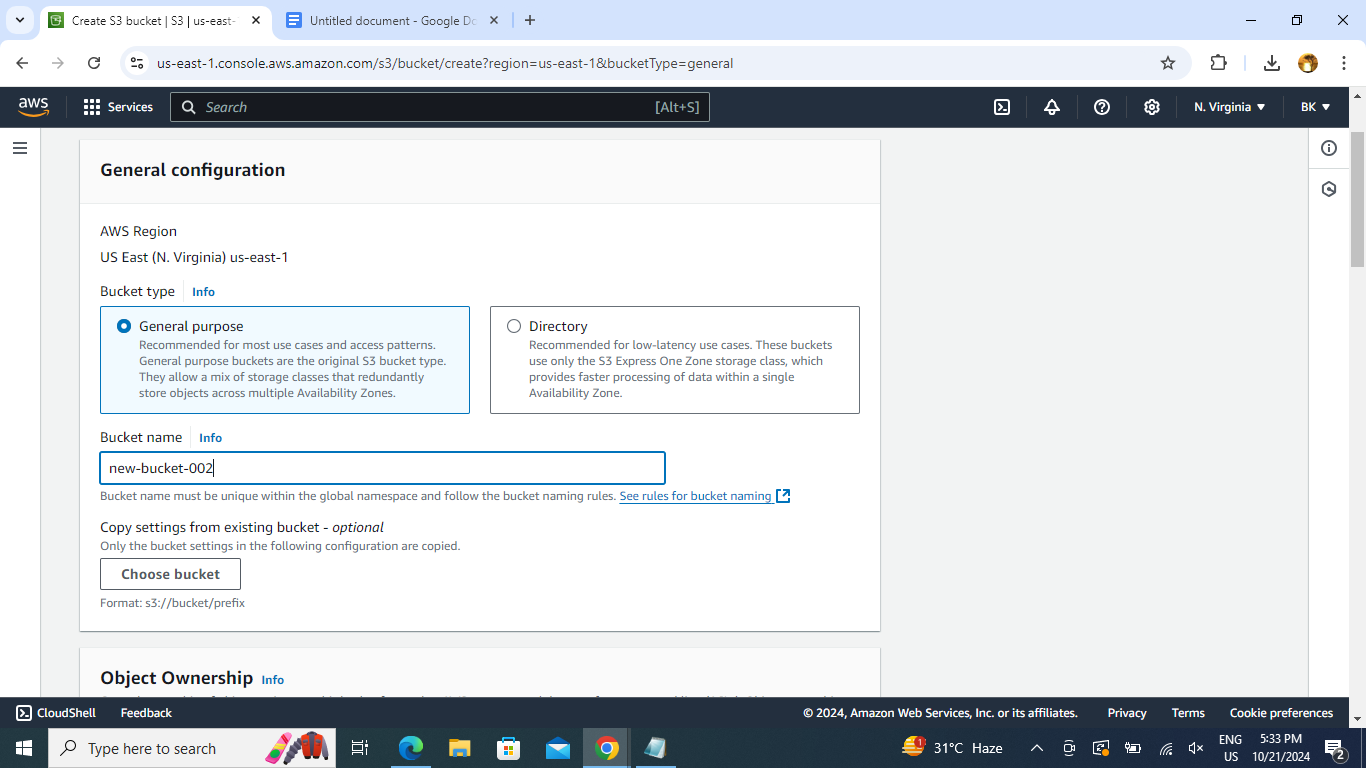 Create S3 bucket | S3 | us-east-
Untitled document - Google Do
us-east-1.console.aws.amazon.com/s3/bucket/create?region=us-east-1&bucketType=general
aws
Services
Search
[Alt+S]
N. Virginia
BK
General configuration
AWS Region
US East (N. Virginia) us-east-1
Bucket type
Info
General purpose
Recommended for most use cases and access patterns.
General purpose buckets are the original S3 bucket type.
They allow a mix of storage classes that redundantly
store objects across multiple Availability Zones.
Directory
Recommended for low-latency use cases. These buckets
use only the S3 Express One Zone storage class, which
provides faster processing of data within a single
Availability Zone.
Bucket name
Info
new-bucket-002
Bucket name must be unique within the global namespace and follow the bucket naming rules. See rules for bucket naming
Copy settings from existing bucket - optional
Only the bucket settings in the following configuration are copied.
Choose bucket
Format: s3://bucket/prefix
Object Ownership
Info
CloudShell
Feedback
© 2024, Amazon Web Services, Inc. or its affiliates.
Privacy
Terms
Cookie preferences
Type here to search
1
31°C Haze
ENG
US
5:33 PM
10/21/2024
2